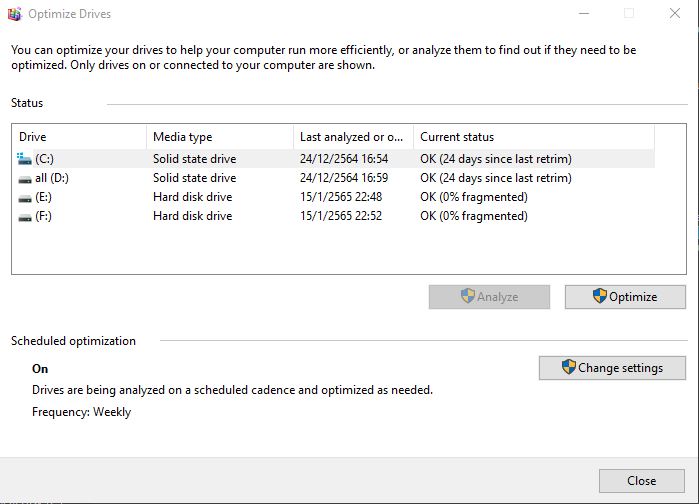 Optimize Drives
You can optimize your drives to help your computer run more efficiently, or analyze them to find out if they need to be
optimized. Only drives on or connected to your computer are shown.
Status
Drive Media type Last analyzed or o... Current status
(C:) Solid state drive 24/12/2564 16:54 OK (24 days since last retrim)
all (D:) Solid state drive 24/12/2564 16:59 OK (24 days since last retrim)
(E:) Hard disk drive 15/1/2565 22:48 OK (0% fragmented)
(F:) Hard disk drive 15/1/2565 22:52 OK (0% fragmented)
Analyze Optimize
Scheduled optimization
On
Change settings
Drives are being analyzed on a scheduled cadence and optimized as needed.
Frequency: Weekly
Close